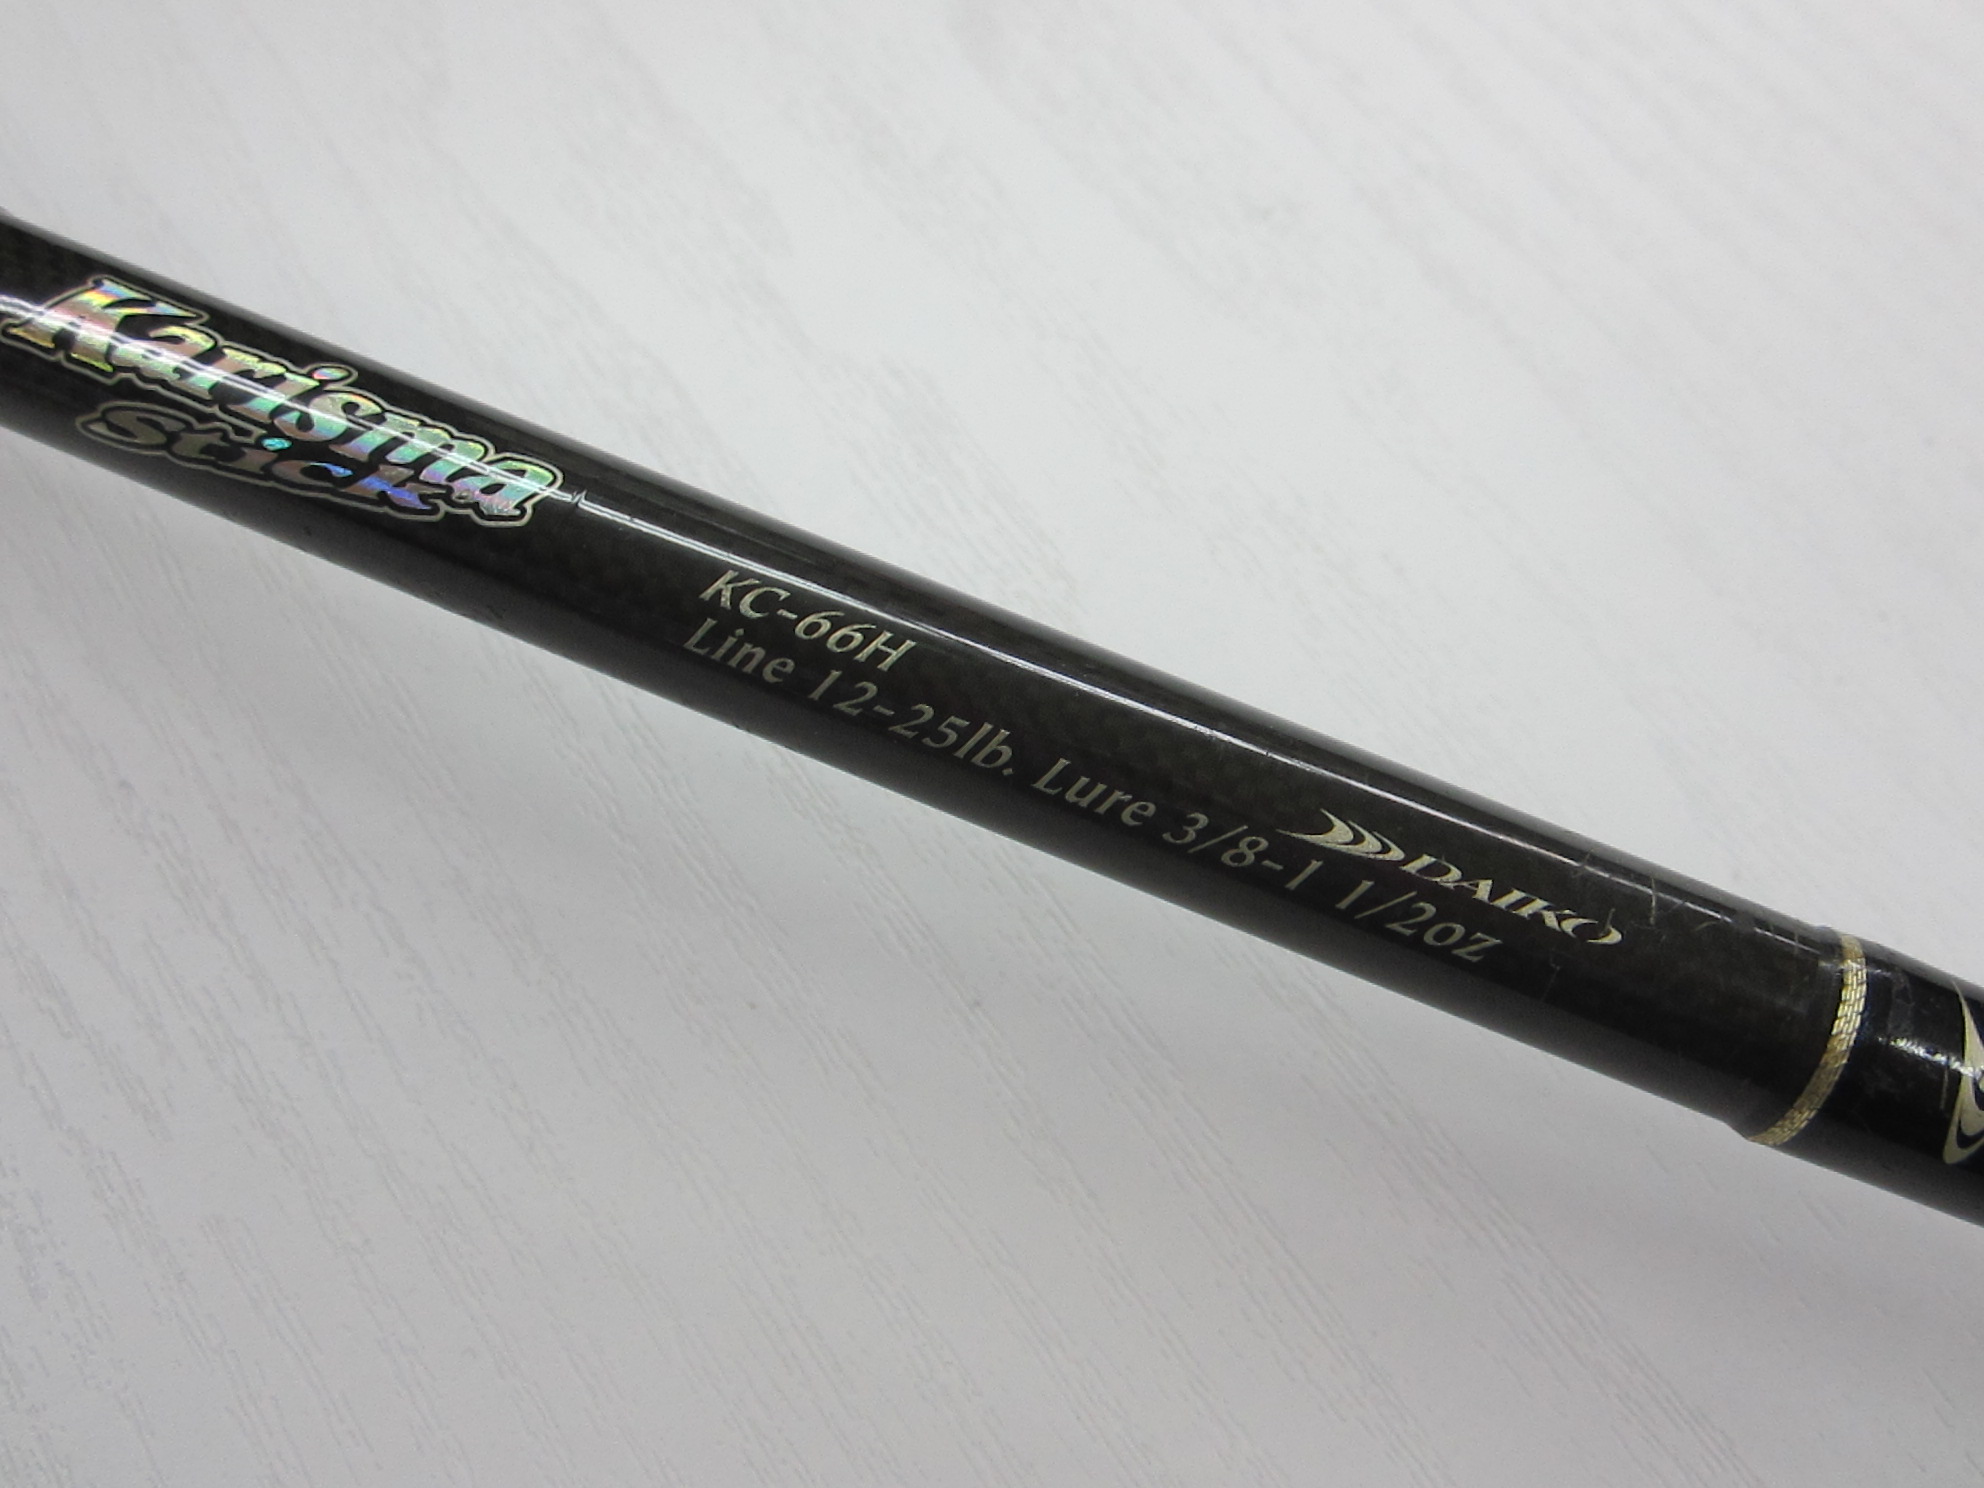 Karisma
Stick
KC-66H
Line 12-25lb. Lure 3/8-1 1/2oz
DAIKO